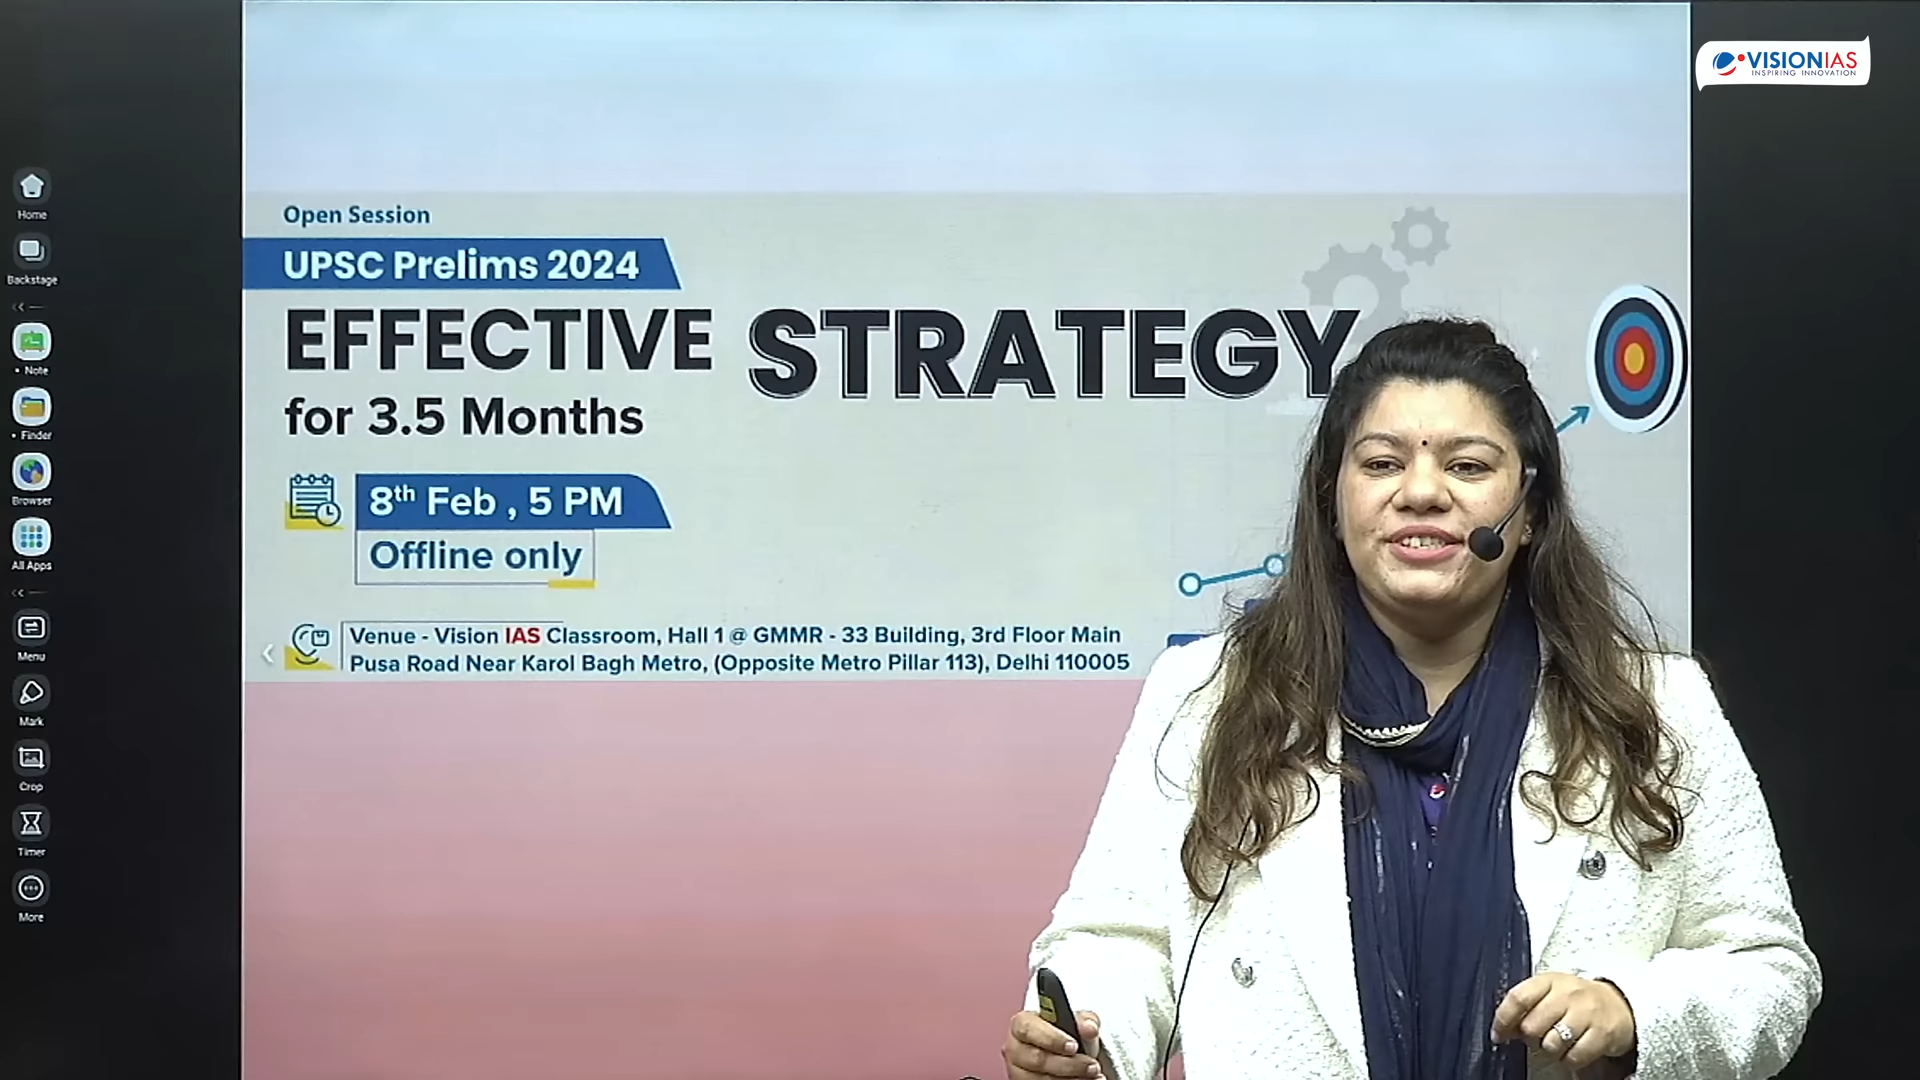 VISIONIAS
INSPIRING INNOVATION
Open Session
UPSC Prelims 2024
EFFECTIVE STRATEGY
for 3.5 Months
8th Feb , 5 PM
Offline only
Venue - Vision IAS Classroom, Hall 1 @ GMMR - 33 Building, 3rd Floor Main
Pusa Road Near Karol Bagh Metro, (Opposite Metro Pillar 113), Delhi 110005
Home
Backstage
Note
Finder
Browser
All Apps
Menu
Mark
Crop
Timer
More